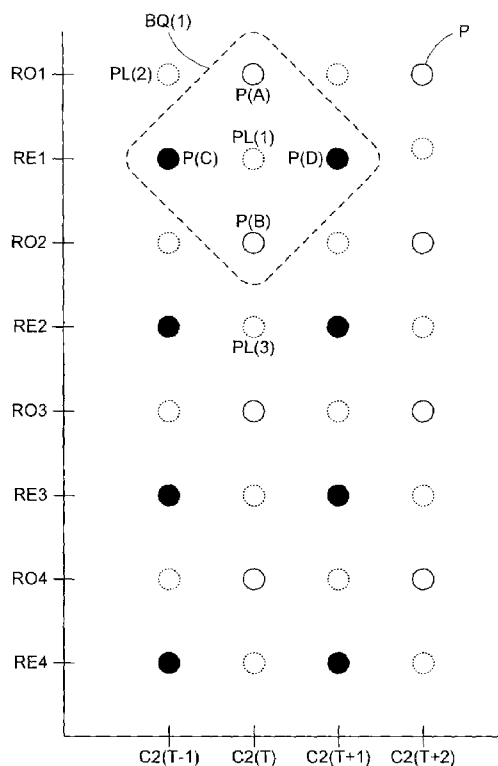 BQ(1)
P
RO1
PL(2)
P(A)
PL(1)
RE1
P(C)
P(D)
P(B)
RO2
RE2
PL(3)
RO3
RE3
RO4
RE4
C2(T-1) C2(T) C2(T+1) C2(T+2)